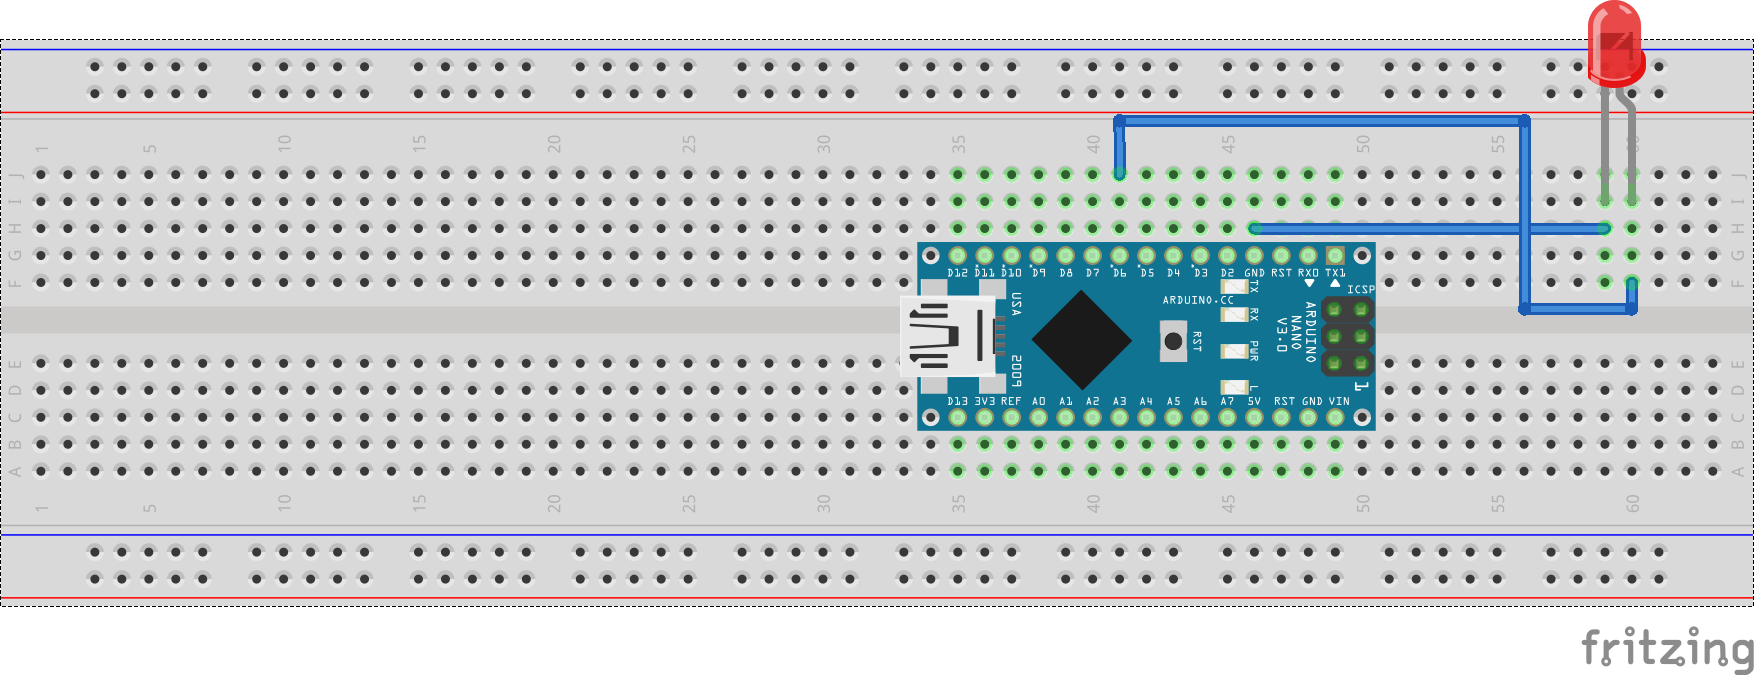 1 5 10 15 20 25 30 35 40 45 50 55 60
J J
I I
H H
G G
F F
D12 D11 D10 D9 D8 D7 D6 D5 D4 D3 D2 GND RST RX0 TX1
ICSP
USA
TX
ARDUINO.CC
RX
ARDUINO
NANO
V3.0
RST
PWR
2009
L
1
E E
D D
C C
B B
A A
D13 3V3 REF A0 A1 A2 A3 A4 A5 A6 A7 5V RST GND VIN
1 5 10 15 20 25 30 35 40 45 50 55 60
fritzing